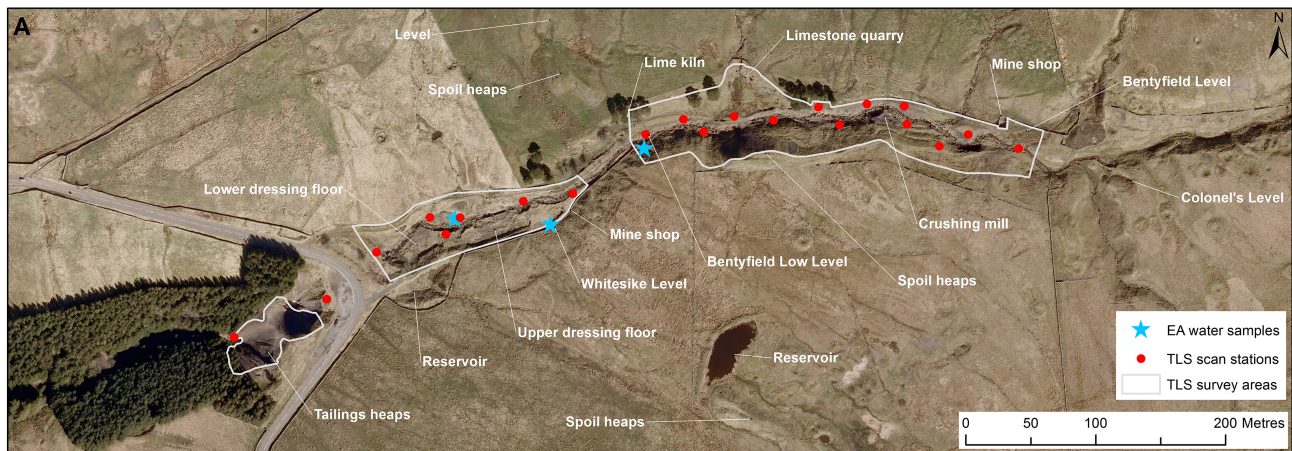 A
N
Level
Limestone quarry
Lime kiln
Mine shop
Spoil heaps
Bentyfield Level
Lower dressing floor
Colonel's Level
Crushing mill
Mine shop
Bentyfield Low Level
Whitesike Level
Spoil heaps
Upper dressing floor
Reservoir
Reservoir
Tailings heaps
Spoil heaps
EA water samples
TLS scan stations
TLS survey areas
0 50 100 200 Metres